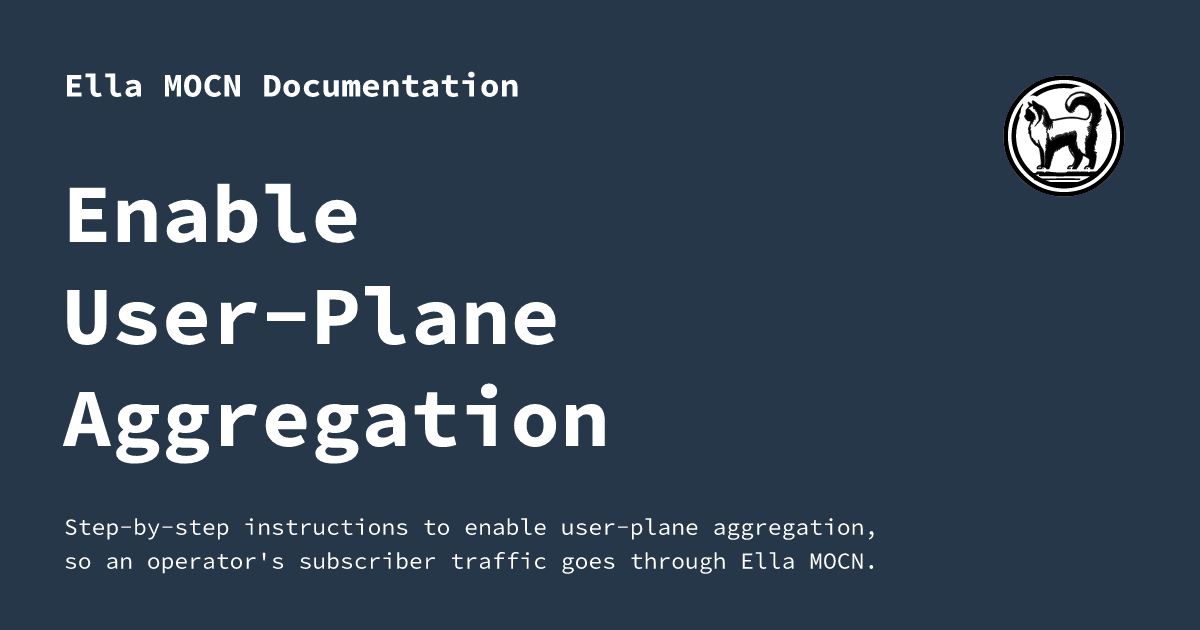 Ella MOCN Documentation
Enable
User-Plane
Aggregation
Step-by-step instructions to enable user-plane aggregation,
so an operator's subscriber traffic goes through Ella MOCN.